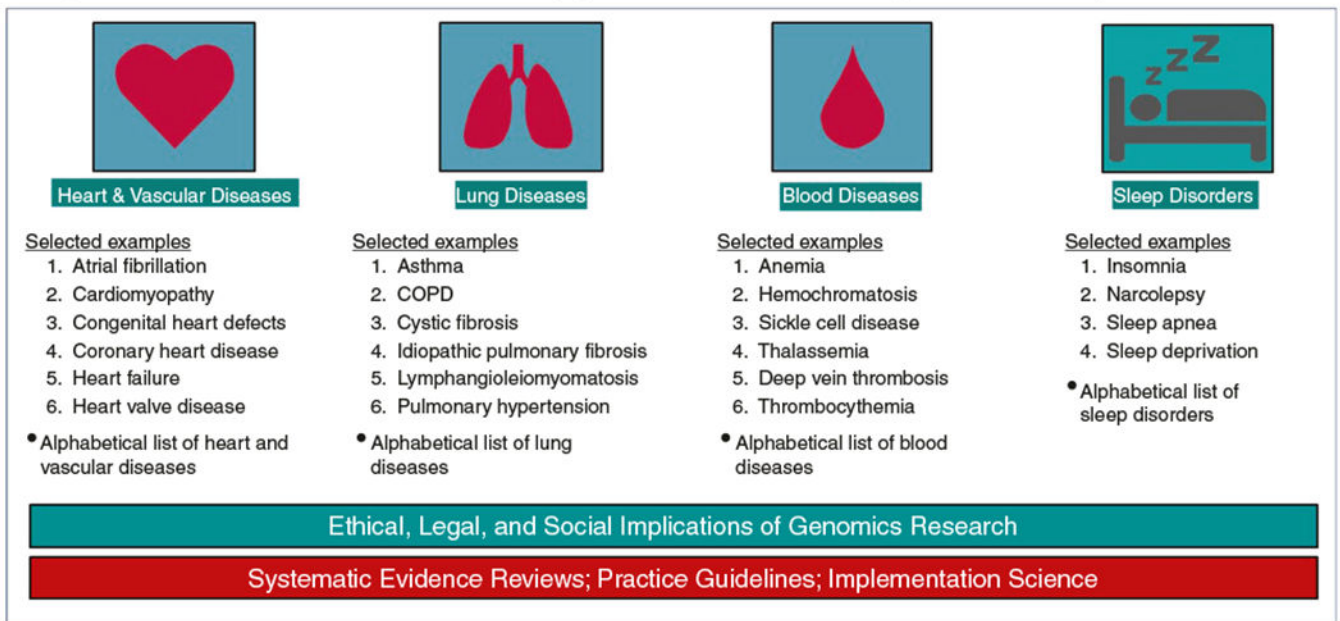 z z z
Heart & Vascular Diseases
Selected examples
1. Atrial fibrillation
2. Cardiomyopathy
3. Congenital heart defects
4. Coronary heart disease
5. Heart failure
6. Heart valve disease
• Alphabetical list of heart and
vascular diseases
Lung Diseases
Selected examples
1. Asthma
2. COPD
3. Cystic fibrosis
4. Idiopathic pulmonary fibrosis
5. Lymphangioleiomyomatosis
6. Pulmonary hypertension
• Alphabetical list of lung
diseases
Blood Diseases
Selected examples
1. Anemia
2. Hemochromatosis
3. Sickle cell disease
4. Thalassemia
5. Deep vein thrombosis
6. Thrombocythemia
• Alphabetical list of blood
diseases
Sleep Disorders
Selected examples
1. Insomnia
2. Narcolepsy
3. Sleep apnea
4. Sleep deprivation
• Alphabetical list of
sleep disorders
Ethical, Legal, and Social Implications of Genomics Research
Systematic Evidence Reviews; Practice Guidelines; Implementation Science